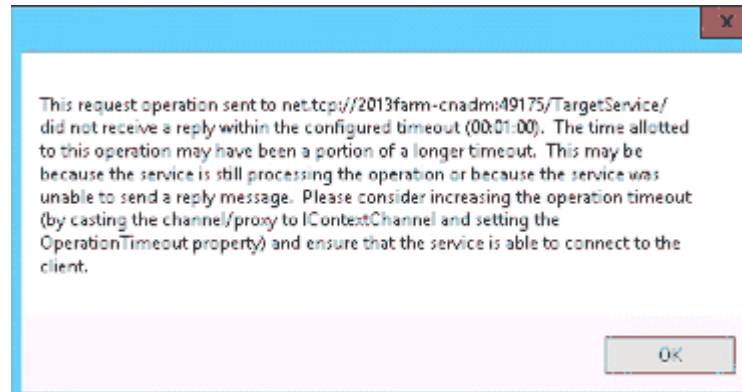 X
This request operation sent to net.tcp://2013farm-cnadm:49175/TargetService/
did not receive a reply within the configured timeout (00:01:00).  The time allotted
to this operation may have been a portion of a longer timeout.  This may be
because the service is still processing the operation or because the service was
unable to send a reply message.  Please consider increasing the operation timeout
(by casting the channel/proxy to IContextChannel and setting the
OperationTimeout property) and ensure that the service is able to connect to the
client.
OK